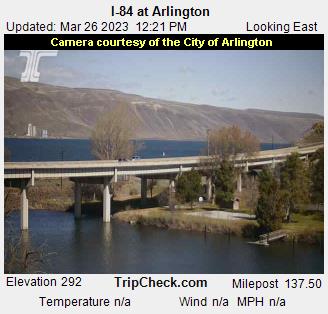 I-84 at Arlington
Updated: Mar 26 2023 12:21 PM Looking East
Camera courtesy of the City of Arlington
Elevation 292 TripCheck.com Milepost 137.50
Temperature n/a Wind n/a MPH n/a